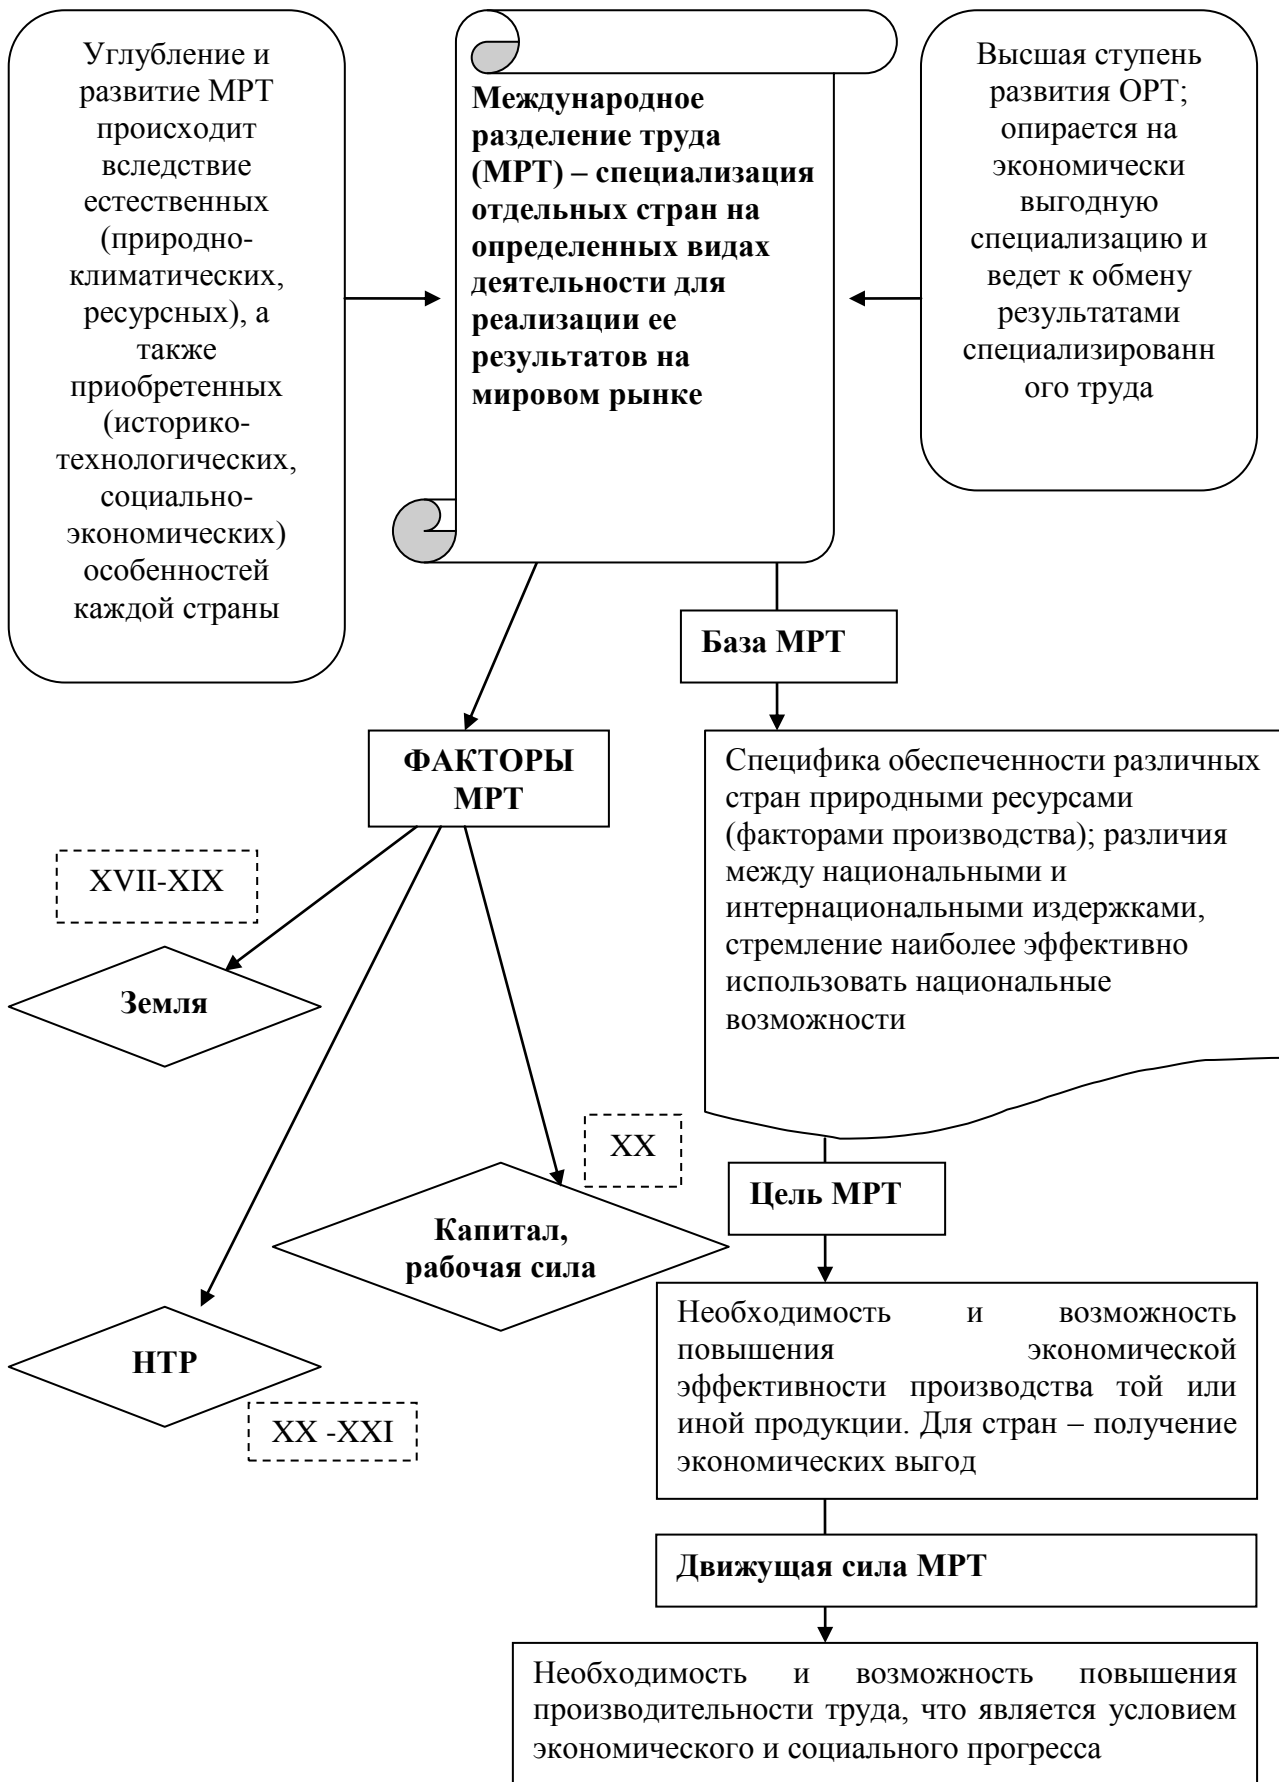 Углубление и
развитие МРТ
происходит
вследствие
естественных
(природно-
климатических,
ресурсных), а
также
приобретенных
(историко-
технологических,
социально-
экономических)
особенностей
каждой страны
Международное
разделение труда
(МРТ) – специализация
отдельных стран на
определенных видах
деятельности для
реализации ее
результатов на
мировом рынке
Высшая ступень
развития ОРТ;
опирается на
экономически
выгодную
специализацию и
ведет к обмену
результатами
специализированн
ого труда
База МРТ
ФАКТОРЫ
МРТ
Специфика обеспеченности различных
стран природными ресурсами
(факторами производства); различия
между национальными и
интернациональными издержками,
стремление наиболее эффективно
использовать национальные
возможности
XVII-XIX
Земля
XX
Капитал,
рабочая сила
НТР
XX -XXI
Цель МРТ
Необходимость и возможность
повышения экономической
эффективности производства той или
иной продукции. Для стран – получение
экономических выгод
Движущая сила МРТ
Необходимость и возможность повышения
производительности труда, что является условием
экономического и социального прогресса